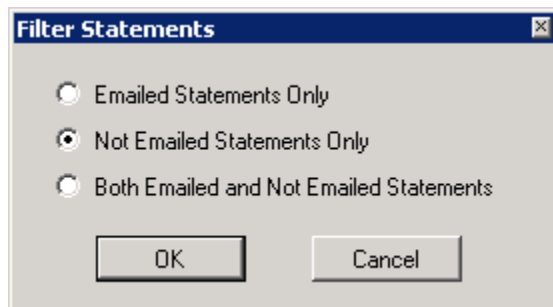 Filter Statements
Emailed Statements Only
Not Emailed Statements Only
Both Emailed and Not Emailed Statements
OK Cancel